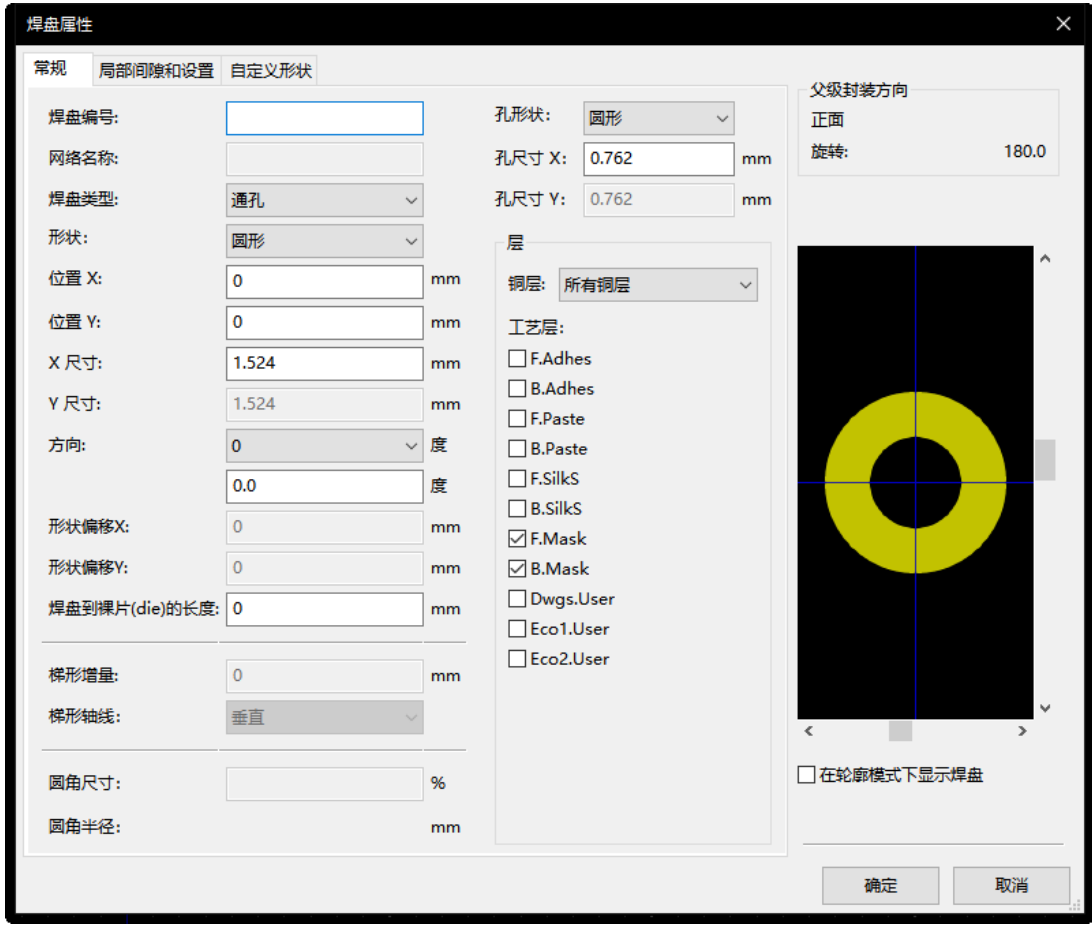 焊盘属性
常规 局部间隙和设置 自定义形状
焊盘编号:
网络名称:
焊盘类型: 通孔
形状: 圆形
位置 X: 0 mm
位置 Y: 0 mm
X 尺寸: 1.524 mm
Y 尺寸: 1.524 mm
方向: 0 度
0.0 度
形状偏移X: 0 mm
形状偏移Y: 0 mm
焊盘到裸片(die)的长度: 0 mm
梯形增量: 0 mm
梯形轴线: 垂直
圆角尺寸: %
圆角半径: mm
孔形状: 圆形
孔尺寸 X: 0.762 mm
孔尺寸 Y: 0.762 mm
层
铜层: 所有铜层
工艺层:
F.Adhes
B.Adhes
F.Paste
B.Paste
F.SilkS
B.SilkS
F.Mask
B.Mask
Dwgs.User
Eco1.User
Eco2.User
父级封装方向
正面
旋转: 180.0
在轮廓模式下显示焊盘
确定 取消